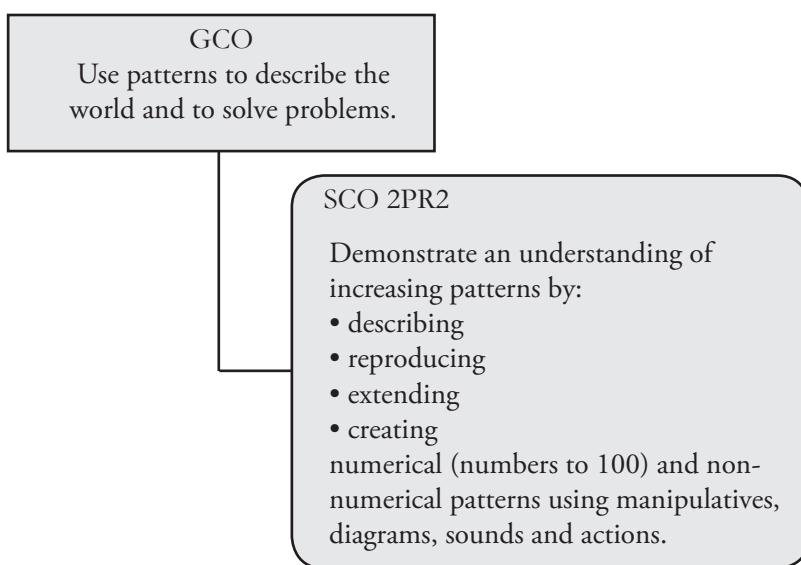 GCO
Use patterns to describe the
world and to solve problems.
SCO 2PR2
Demonstrate an understanding of
increasing patterns by:
• describing
• reproducing
• extending
• creating
numerical (numbers to 100) and non-
numerical patterns using manipulatives,
diagrams, sounds and actions.